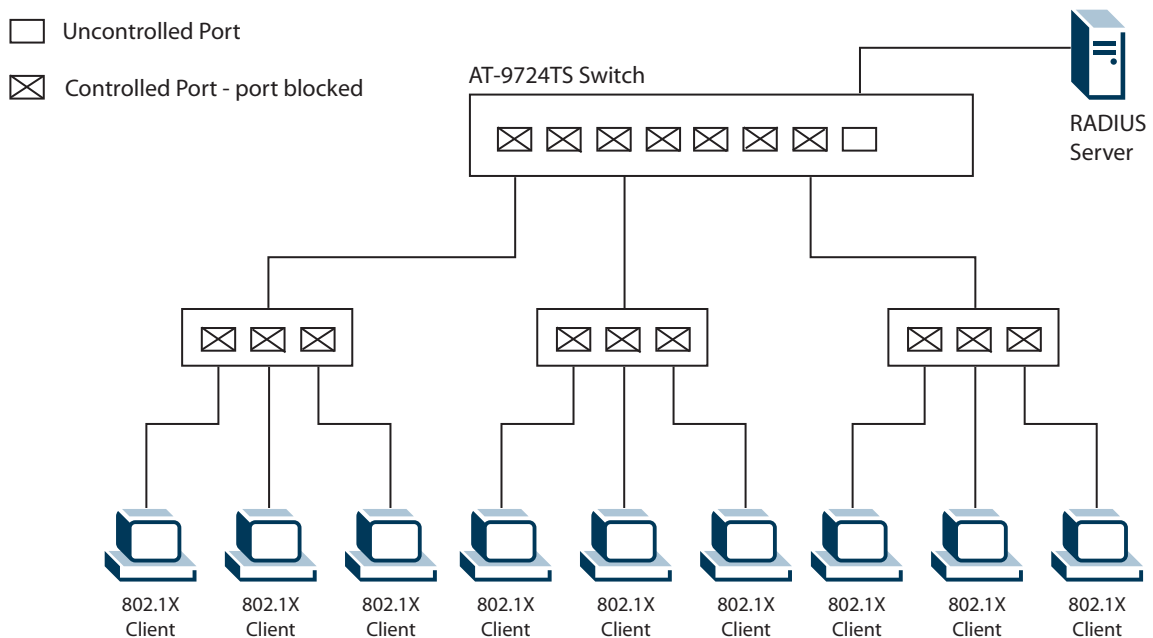 Uncontrolled Port
Controlled Port - port blocked
AT-9724TS Switch
RADIUS
Server
802.1X
Client
802.1X
Client
802.1X
Client
802.1X
Client
802.1X
Client
802.1X
Client
802.1X
Client
802.1X
Client
802.1X
Client